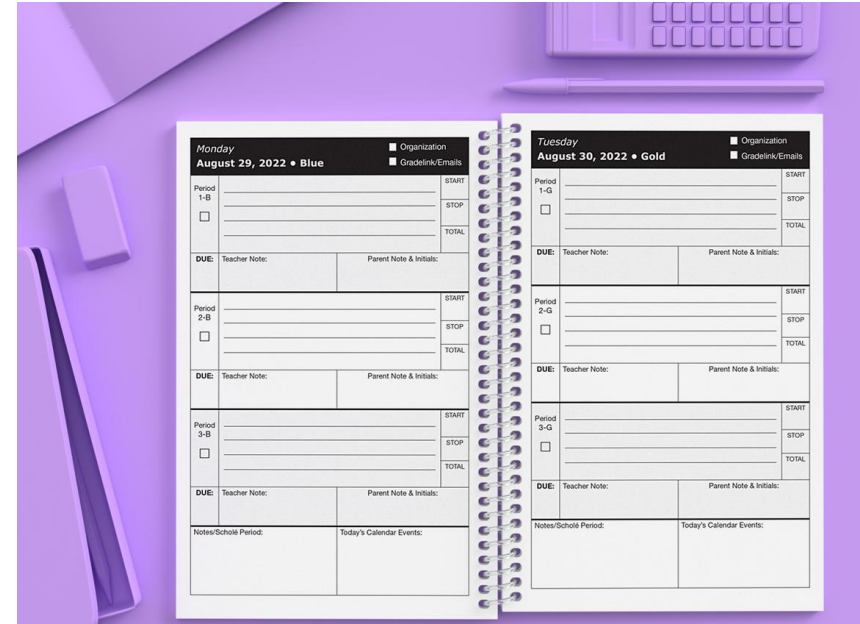 Monday
August 29, 2022 • Blue
Organization
Gradelink/Emails
Period
1-B
START
STOP
TOTAL
DUE:
Teacher Note:
Parent Note & Initials:
Period
2-B
START
STOP
TOTAL
DUE:
Teacher Note:
Parent Note & Initials:
Period
3-B
START
STOP
TOTAL
DUE:
Teacher Note:
Parent Note & Initials:
Notes/Scholé Period:
Today's Calendar Events:
Tuesday
August 30, 2022 • Gold
Organization
Gradelink/Emails
Period
1-G
START
STOP
TOTAL
DUE:
Teacher Note:
Parent Note & Initials:
Period
2-G
START
STOP
TOTAL
DUE:
Teacher Note:
Parent Note & Initials:
Period
3-G
START
STOP
TOTAL
DUE:
Teacher Note:
Parent Note & Initials:
Notes/Scholé Period:
Today's Calendar Events: